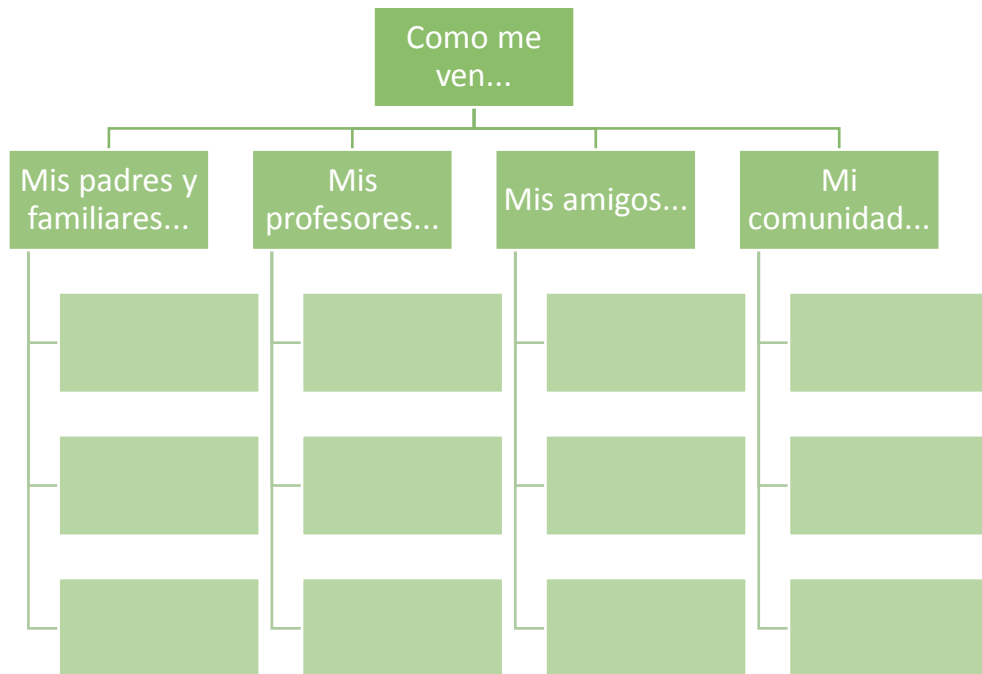 Como me
ven...
Mis padres y
familiares...
Mis
profesores...
Mis amigos...
Mi
comunidad...